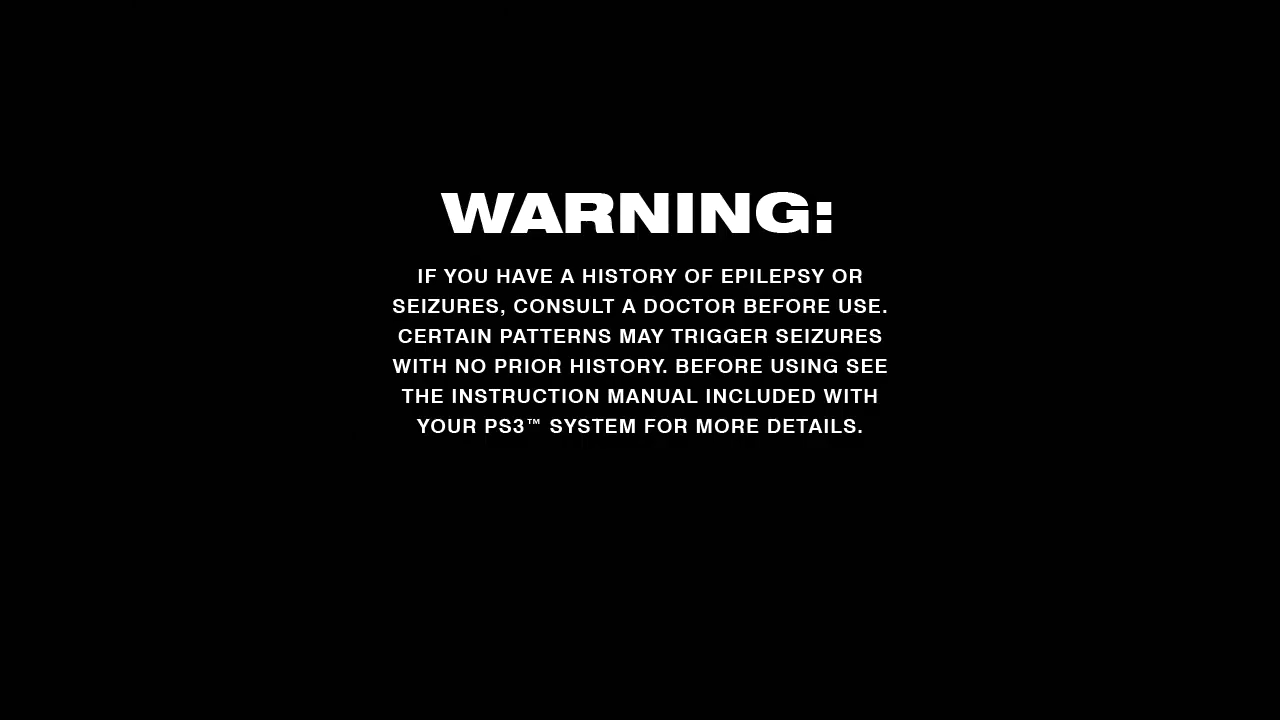 WARNING:
IF YOU HAVE A HISTORY OF EPILEPSY OR
SEIZURES, CONSULT A DOCTOR BEFORE USE.
CERTAIN PATTERNS MAY TRIGGER SEIZURES
WITH NO PRIOR HISTORY. BEFORE USING SEE
THE INSTRUCTION MANUAL INCLUDED WITH
YOUR PS3™ SYSTEM FOR MORE DETAILS.